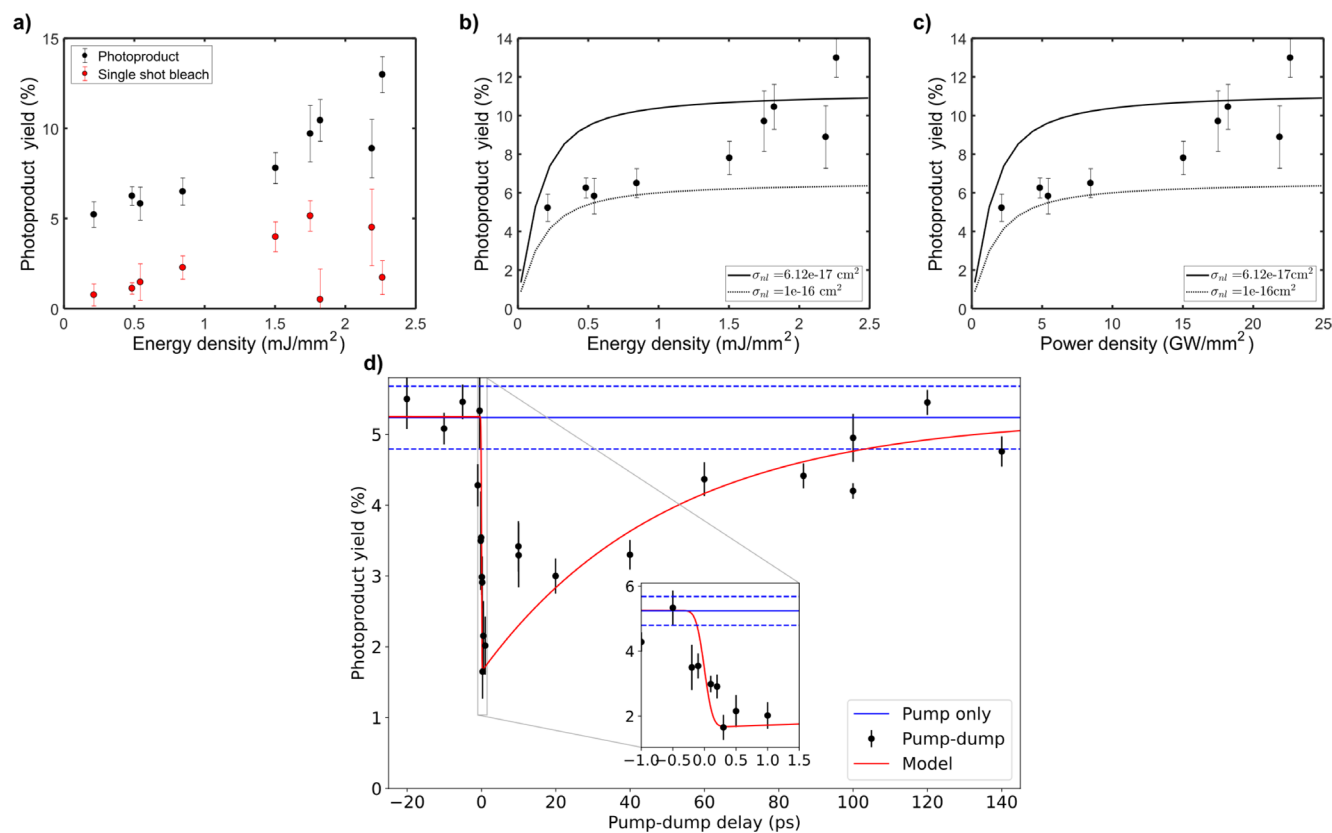 a)
Photoproduct yield (%)
15
10
5
0
Photoproduct
Single shot bleach
0 0.5 1 1.5 2 2.5
Energy density (mJ/mm²)
b)
Photoproduct yield (%)
14
12
10
8
6
4
2
0
σnl =6.12e-17 cm²
σnl =1e-16 cm²
0 0.5 1 1.5 2 2.5
Energy density (mJ/mm²)
c)
Photoproduct yield (%)
14
12
10
8
6
4
2
0
σnl =6.12e-17cm²
σnl =1e-16cm²
0 5 10 15 20 25
Power density (GW/mm²)
d)
Photoproduct yield (%)
5
4
3
2
1
0
6
4
2
−1.0 −0.5 0.0 0.5 1.0 1.5
Pump only
Pump-dump
Model
−20 0 20 40 60 80 100 120 140
Pump-dump delay (ps)